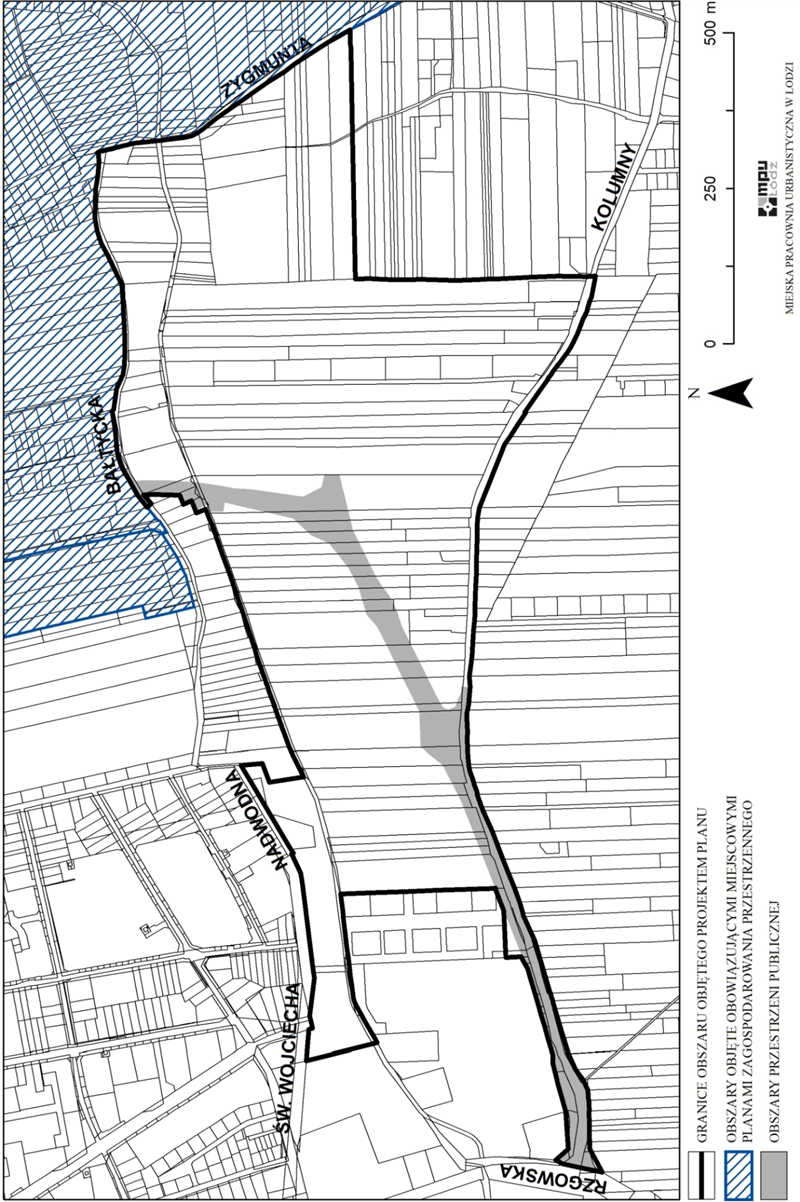 ZYGMUNTA
BAŁTYCKA
KOLUMNY
NADWODNA
ŚW. WOJCIECHA
RZGOWSKA
GRANICE OBSZARU OBJĘTEGO PROJEKTEM PLANU
OBSZARY OBJĘTE OBOWIĄZUJĄCYMI MIEJSCOWYMI
PLANAMI ZAGOSPODAROWANIA PRZESTRZENNEGO
OBSZARY PRZESTRZENI PUBLICZNEJ
N
0 250 500 m
mpu
Łódź
MIEJSKA PRACOWNIA URBANISTYCZNA W ŁODZI